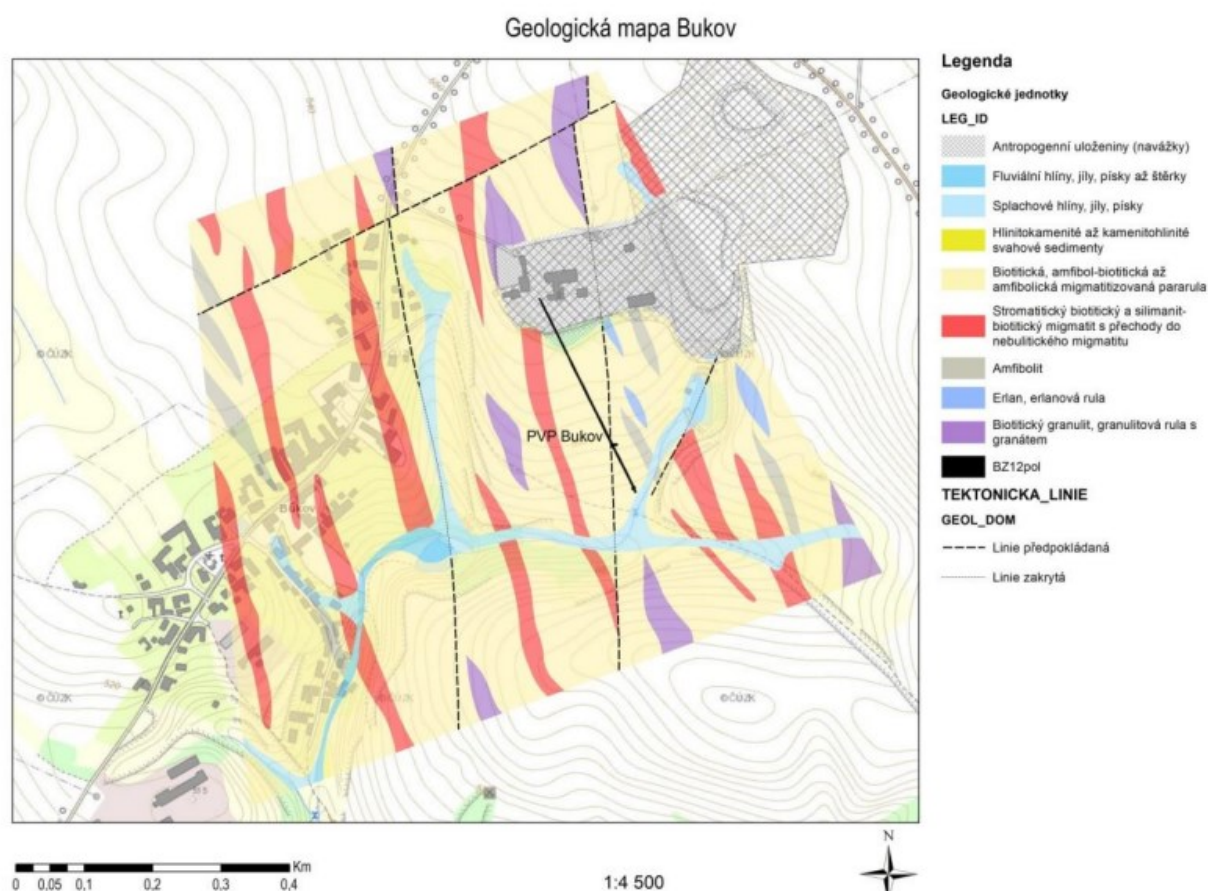 Geologická mapa Bukov
Legenda
Geologické jednotky
LEG_ID
Antropogenní uloženiny (navážky)
Fluviální hlíny, jíly, písky až štěrky
Splachové hlíny, jíly, písky
Hlinitokamenité až kamenitohlinité
svahové sedimenty
Biotitická, amfibol-biotitická až
amfibolická migmatitizovaná pararula
Stromatitický biotitický a silimanit-
biotitický migmatit s přechody do
nebulitického migmatitu
Amfibolit
Erlan, erlanová rula
Biotitický granulit, granulitová rula s
granátem
BZ12pol
TEKTONICKA_LINIE
GEOL_DOM
Linie předpokládaná
Linie zakrytá
©ČÚZK
©ČÚZK
PVP Bukov
Bukov
©ČÚZK
©ČÚZK
©ČÚZK
520
Km
0 0,05 0,1 0,2 0,3 0,4
1:4 500
N